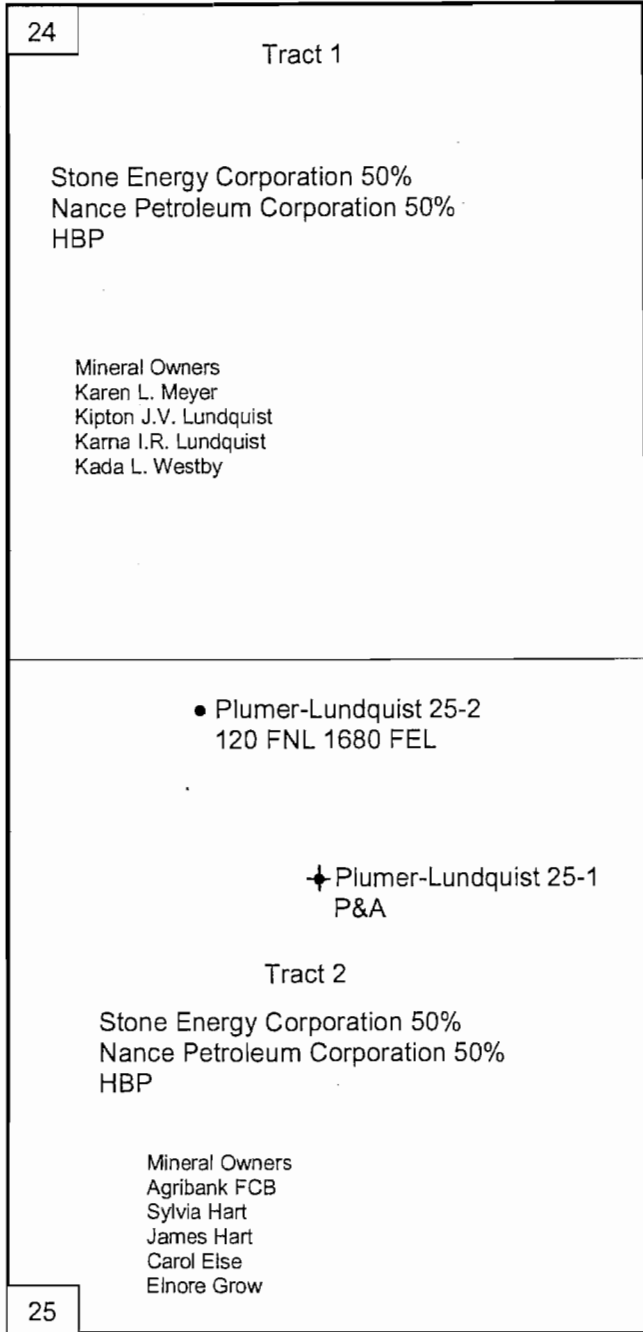 24
Tract 1
Stone Energy Corporation 50%
Nance Petroleum Corporation 50%
HBP
Mineral Owners
Karen L. Meyer
Kipton J.V. Lundquist
Karna I.R. Lundquist
Kada L. Westby
Plumer-Lundquist 25-2
120 FNL 1680 FEL
Plumer-Lundquist 25-1
P&A
Tract 2
Stone Energy Corporation 50%
Nance Petroleum Corporation 50%
HBP
Mineral Owners
Agribank FCB
Sylvia Hart
James Hart
Carol Else
Elnore Grow
25